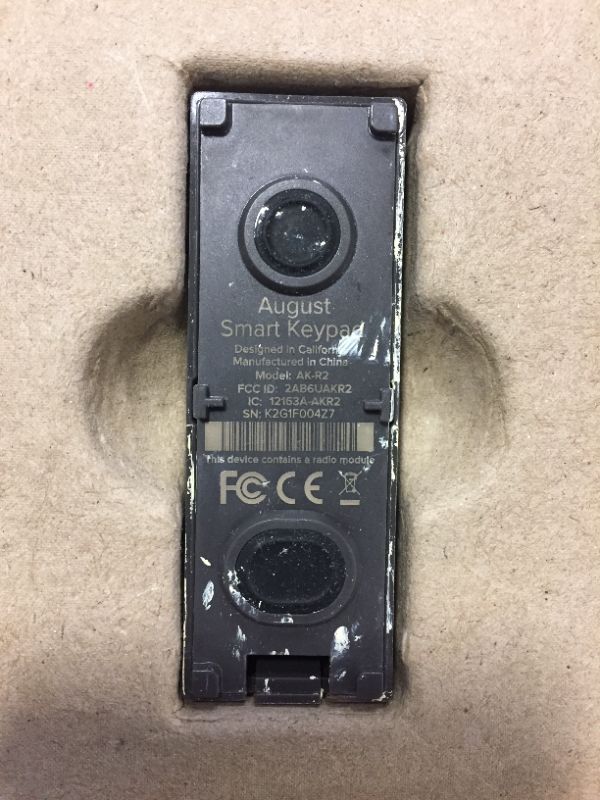 August
Smart Keypad
Designed in California
Manufactured in China
Model: AK-R2
FCC ID: 2AB6UAKR2
IC: 12163A-AKR2
SN: K2G1F004Z7
This device contains a radio module
FC CE